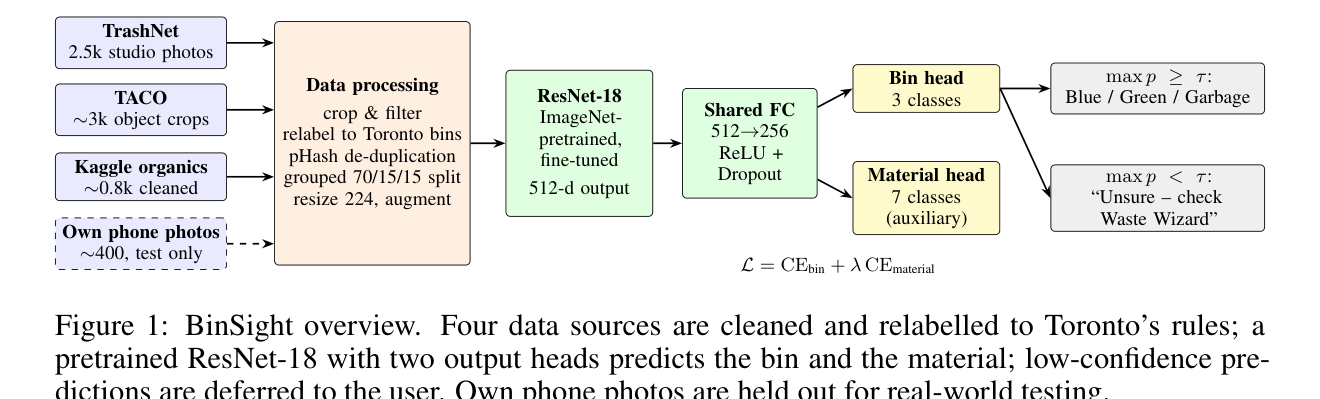 TrashNet
2.5k studio photos
TACO
~3k object crops
Kaggle organics
~0.8k cleaned
Own phone photos
~400, test only
Data processing
crop & filter
relabel to Toronto bins
pHash de-duplication
grouped 70/15/15 split
resize 224, augment
ResNet-18
ImageNet-
pretrained,
fine-tuned
512-d output
Shared FC
512→256
ReLU +
Dropout
Bin head
3 classes
Material head
7 classes
(auxiliary)
max p ≥ τ:
Blue / Green / Garbage
max p < τ:
“Unsure – check
Waste Wizard”
ℒ = CE_bin + λ CE_material
Figure 1: BinSight overview. Four data sources are cleaned and relabelled to Toronto’s rules; a
pretrained ResNet-18 with two output heads predicts the bin and the material; low-confidence pre-
dictions are deferred to the user. Own phone photos are held out for real-world testing.